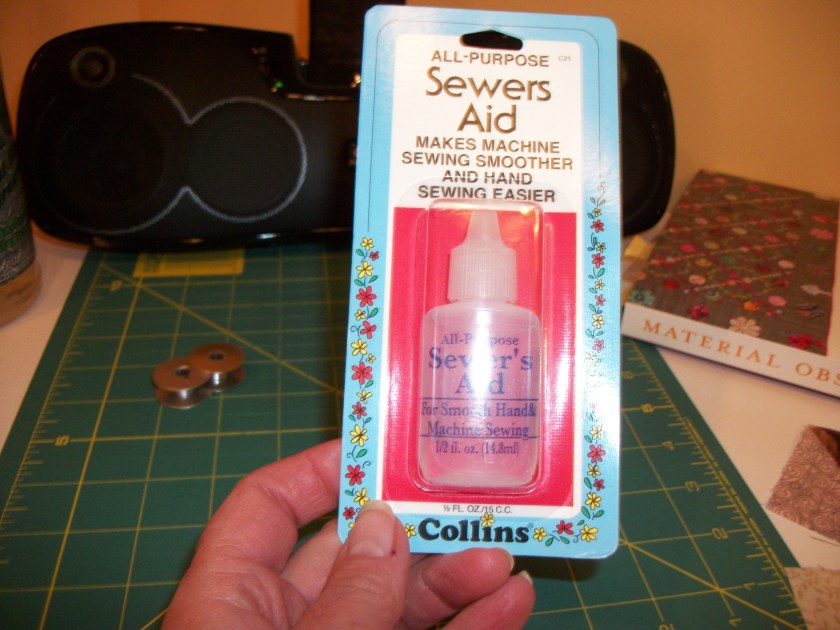 ALL-PURPOSE
C21
Sewers
Aid
MAKES MACHINE
SEWING SMOOTHER
AND HAND
SEWING EASIER
All-Purpose
Sewer's
Aid
For Smooth Hand&
Machine Sewing
1/2 fl. oz. (14.8ml)
½ FL. OZ./15 C.C.
Collins®
MATERIAL OBS